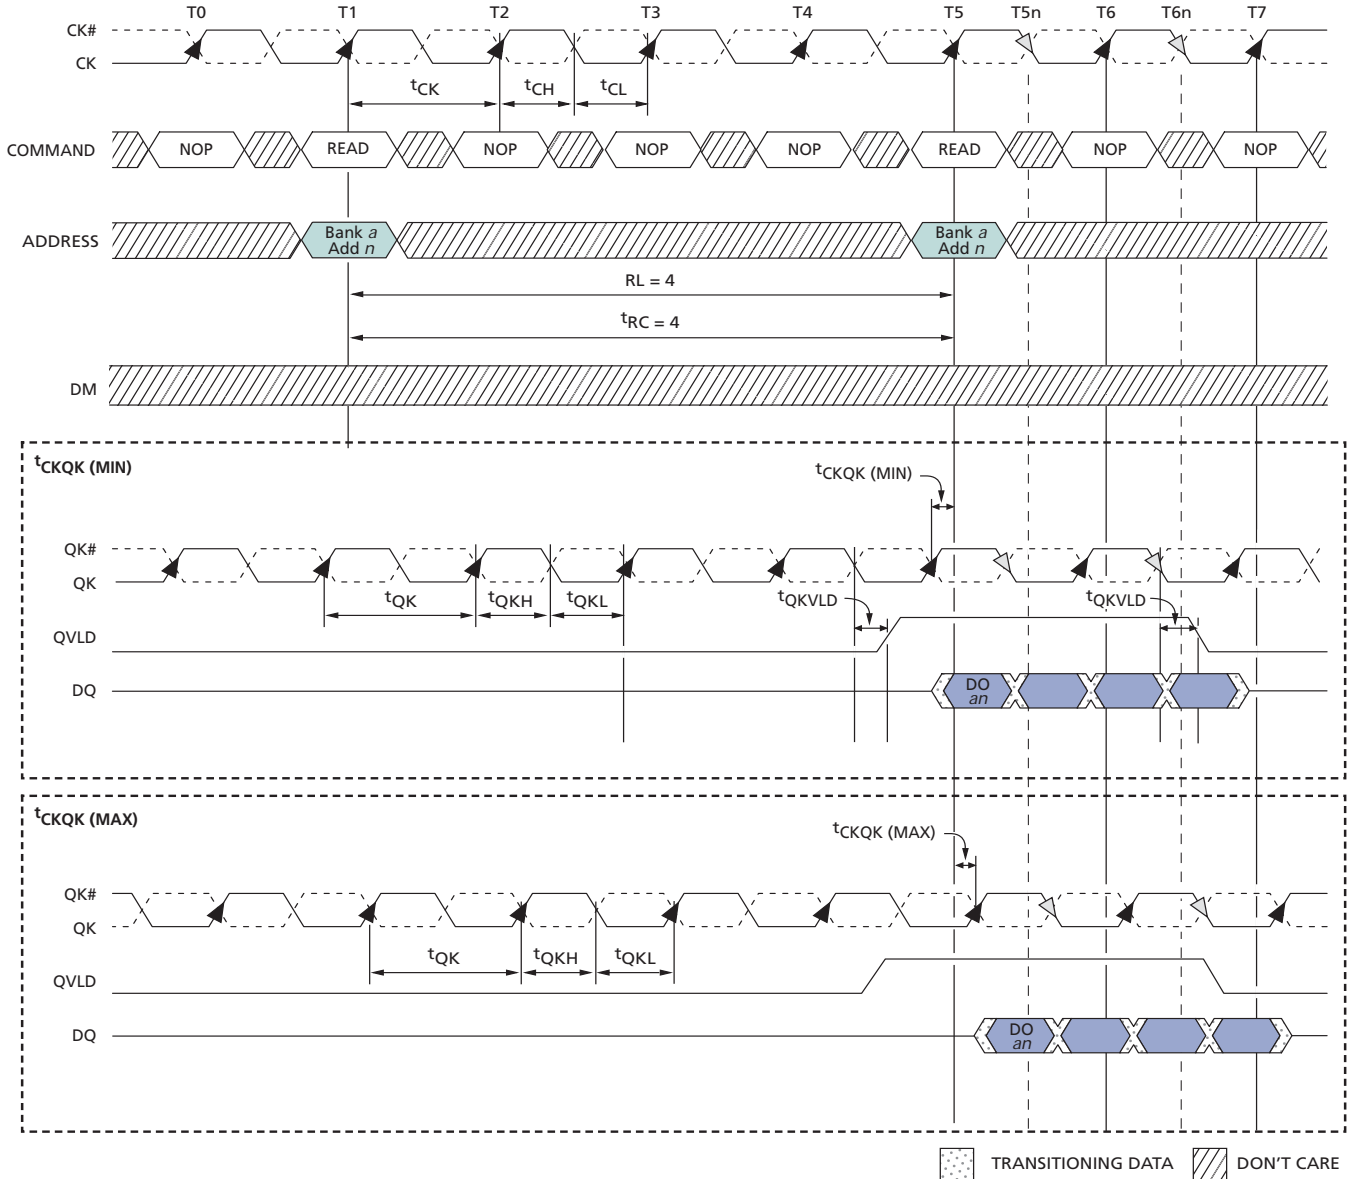 T0 T1 T2 T3 T4 T5 T5n T6 T6n T7
CK#
CK
tCK tCH tCL
COMMAND NOP READ NOP NOP NOP READ NOP NOP
ADDRESS Bank a Bank a
Add n Add n
RL = 4
tRC = 4
DM
tCKQK (MIN)
tCKQK (MIN)
QK#
QK
tQK tQKH tQKL tQKVLD tQKVLD
QVLD
DQ DO
an
tCKQK (MAX)
tCKQK (MAX)
QK#
QK
tQK tQKH tQKL
QVLD
DQ DO
an
TRANSITIONING DATA DON'T CARE